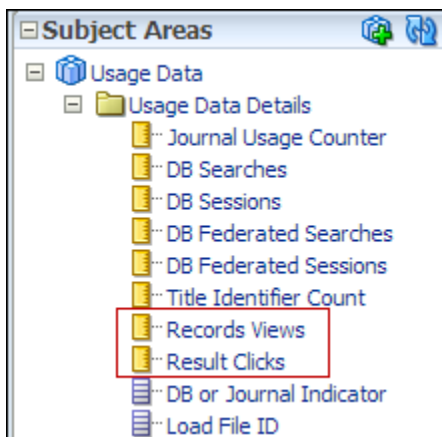 Subject Areas
Usage Data
Usage Data Details
Journal Usage Counter
DB Searches
DB Sessions
DB Federated Searches
DB Federated Sessions
Title Identifier Count
Records Views
Result Clicks
DB or Journal Indicator
Load File ID